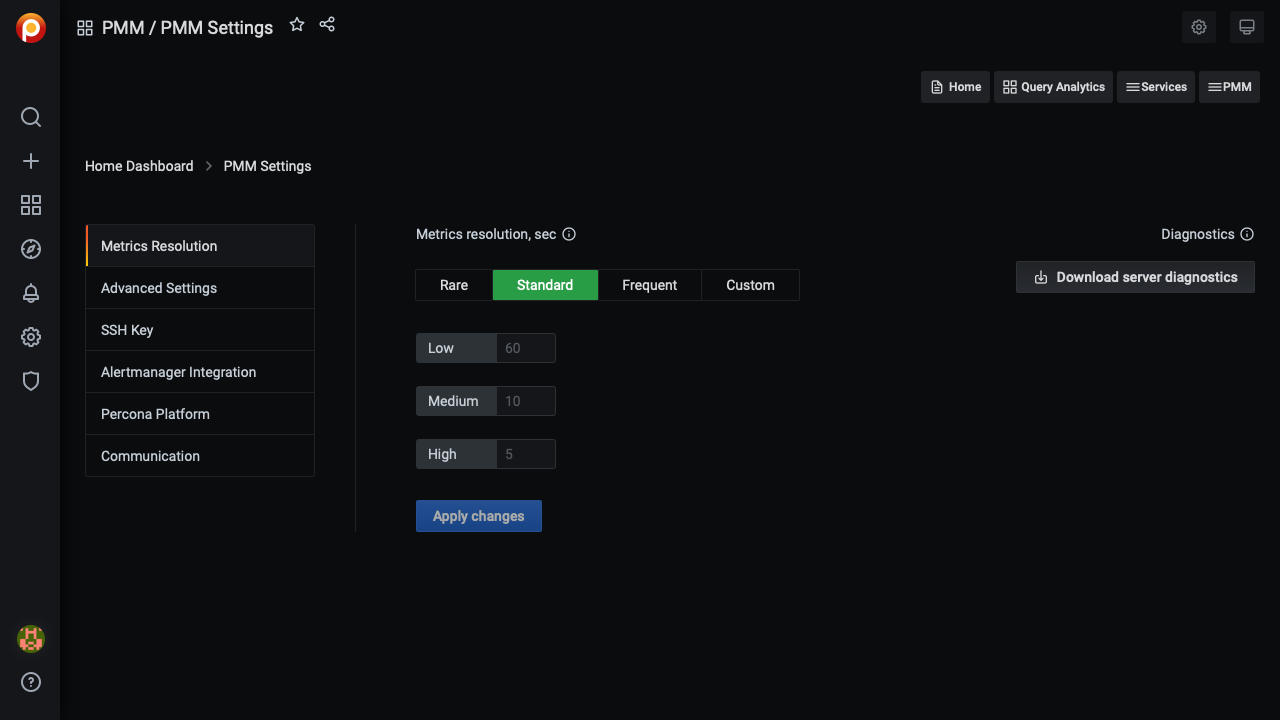 PMM / PMM Settings
Home
Query Analytics
Services
PMM
Home Dashboard
PMM Settings
Metrics Resolution
Advanced Settings
SSH Key
Alertmanager Integration
Percona Platform
Communication
Metrics resolution, sec
Rare
Standard
Frequent
Custom
Low
60
Medium
10
High
5
Apply changes
Diagnostics
Download server diagnostics